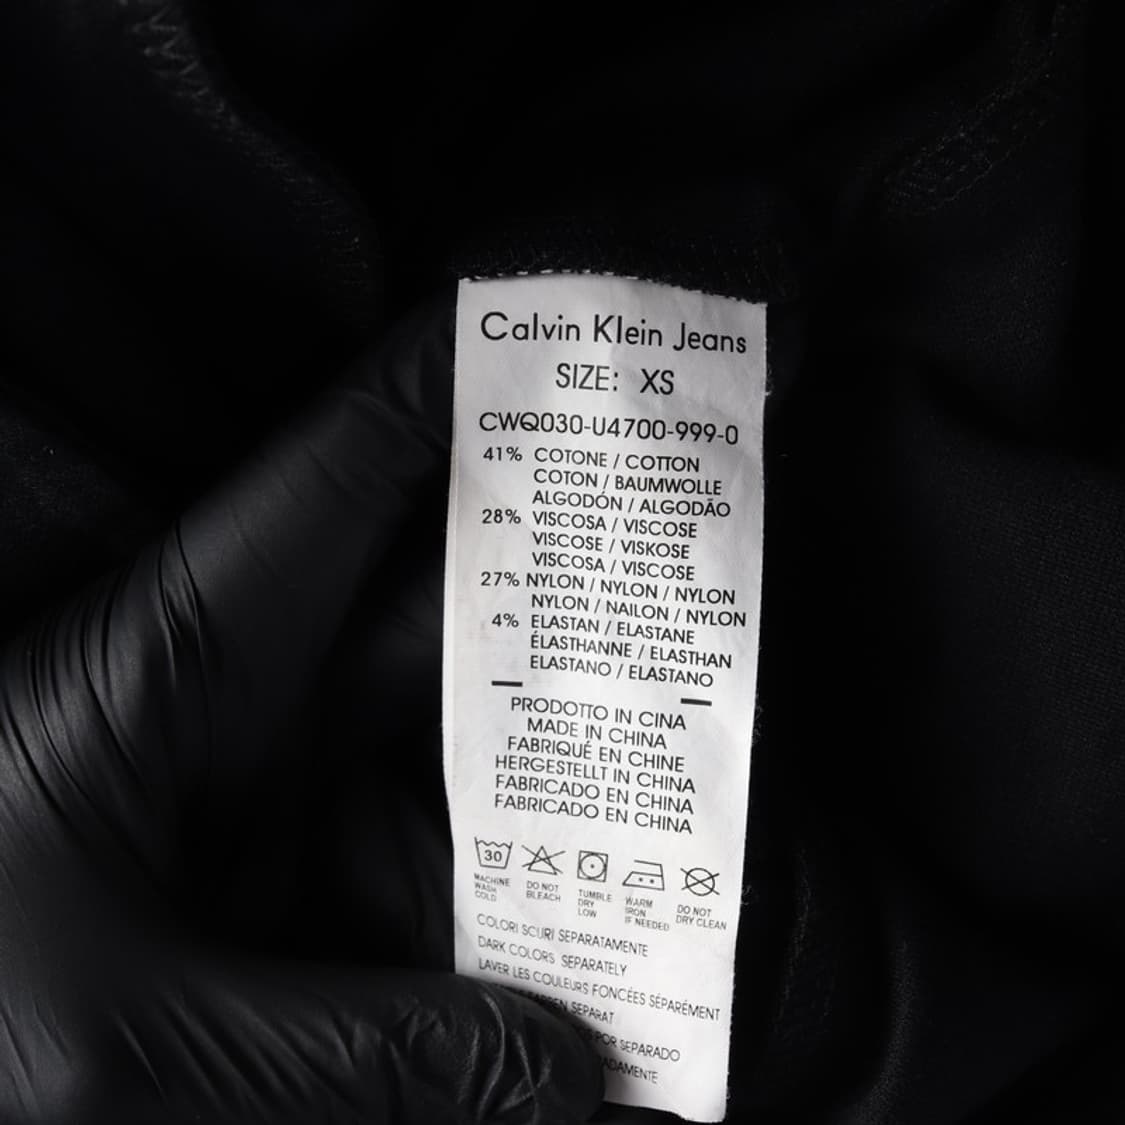 Calvin Klein Jeans
SIZE: XS
CWQ030-U4700-999-0
41% COTONE / COTTON
COTON / BAUMWOLLE
ALGODÓN / ALGODÃO
28% VISCOSA / VISCOSE
VISCOSE / VISKOSE
VISCOSA / VISCOSE
27% NYLON / NYLON / NYLON
NYLON / NAILON / NYLON
4% ELASTAN / ELASTANE
ÉLASTHANNE / ELASTHAN
ELASTANO / ELASTANO
PRODOTTO IN CINA
MADE IN CHINA
FABRIQUÉ EN CHINE
HERGESTELLT IN CHINA
FABRICADO EN CHINA
FABRICADO EN CHINA
30
MACHINE WASH COLD
DO NOT BLEACH
TUMBLE DRY LOW
WARM IRON IF NEEDED
DO NOT DRY CLEAN
COLORI SCURI SEPARATAMENTE
DARK COLORS SEPARATELY
LAVER LES COULEURS FONCÉES SÉPARÉMENT
SEPARAT
POR SEPARADO